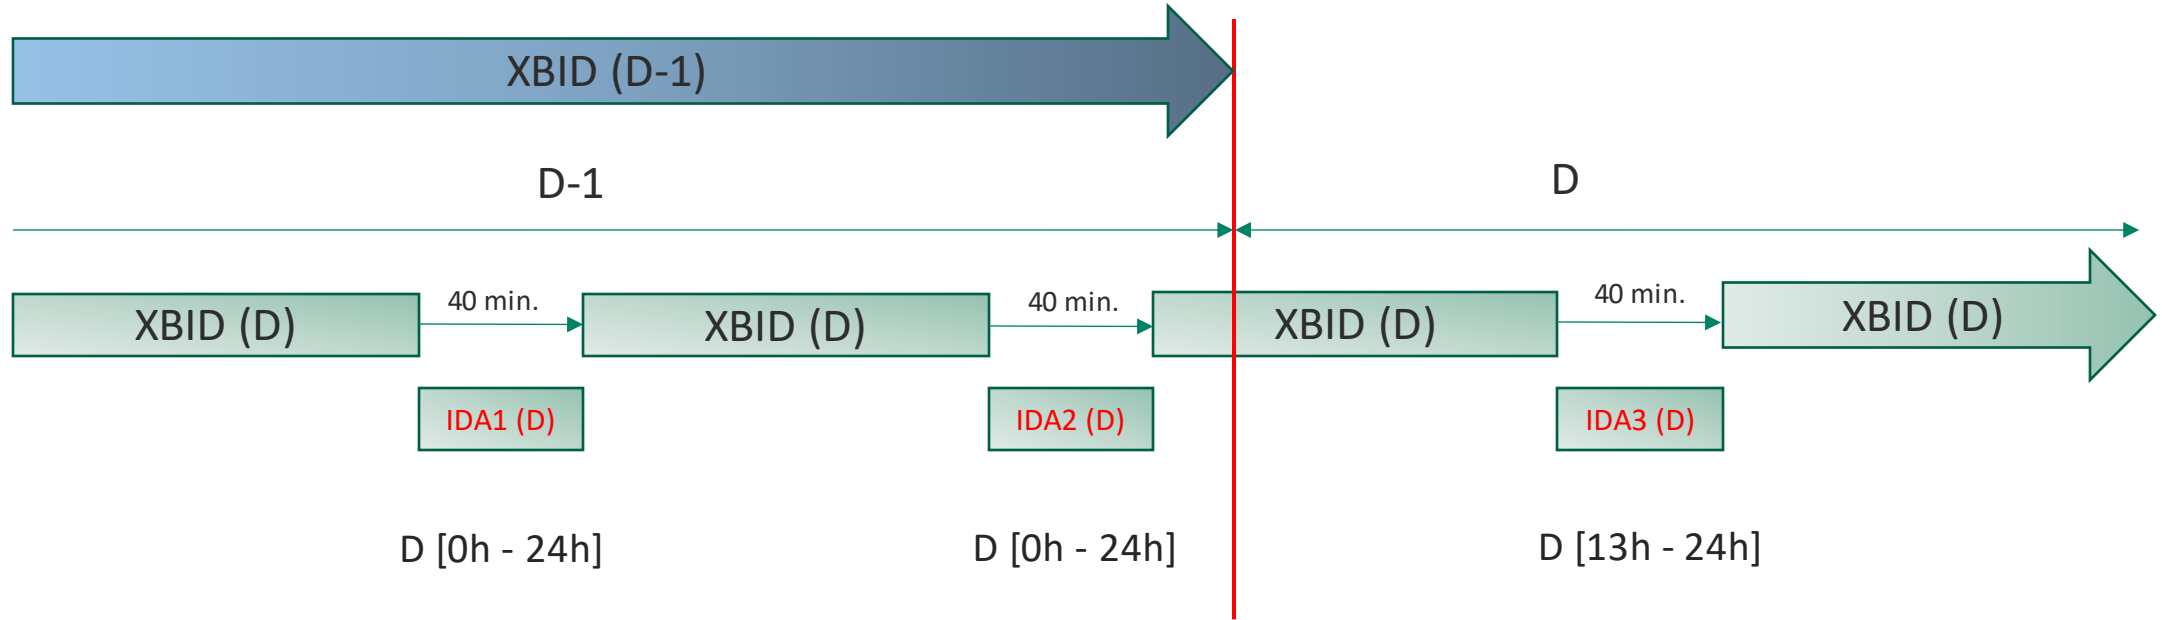 XBID (D-1)
D-1
D
XBID (D)
40 min.
XBID (D)
40 min.
XBID (D)
40 min.
XBID (D)
IDA1 (D)
IDA2 (D)
IDA3 (D)
D [0h - 24h]
D [0h - 24h]
D [13h - 24h]